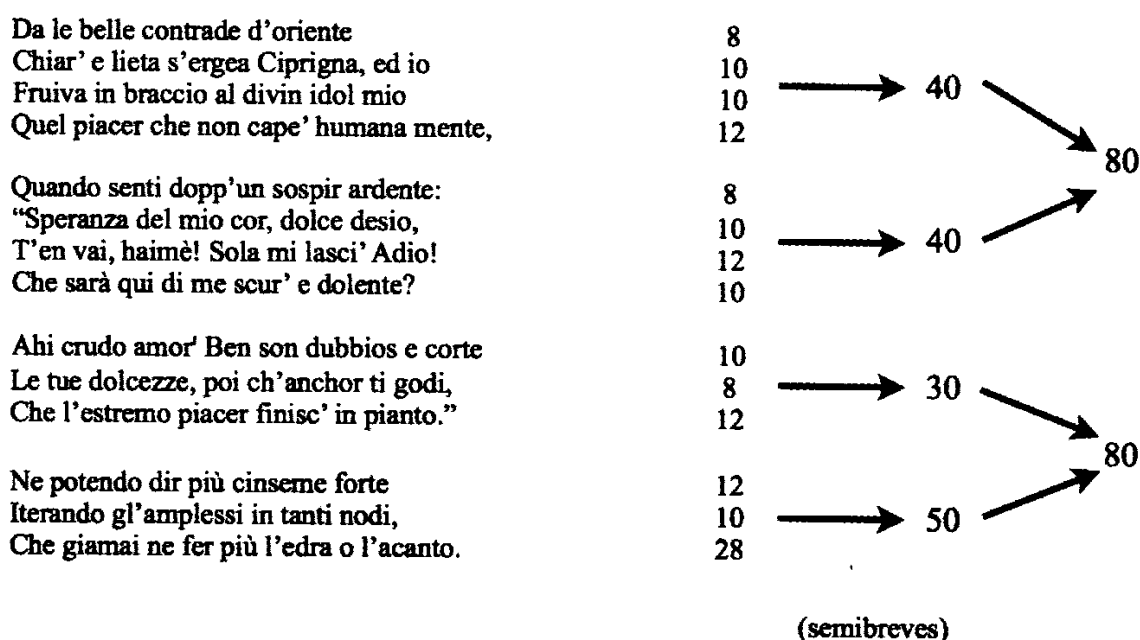 Da le belle contrade d'oriente 8
Chiar' e lieta s'ergea Ciprigna, ed io 10
Fruiva in braccio al divin idol mio 10 40
Quel piacer che non cape' humana mente, 12
80
Quando senti dopp'un sospir ardente: 8
“Speranza del mio cor, dolce desio, 10
T'en vai, haimè! Sola mi lasci' Adio! 12 40
Che sarà qui di me scur' e dolente? 10
Ahi crudo amor' Ben son dubbios e corte 10
Le tue dolcezze, poi ch'anchor ti godi, 8 30
Che l'estremo piacer finisc' in pianto.” 12
80
Ne potendo dir più cinseme forte 12
Iterando gl'amplessi in tanti nodi, 10 50
Che giamai ne fer più l'edra o l'acanto. 28
(semibreves)